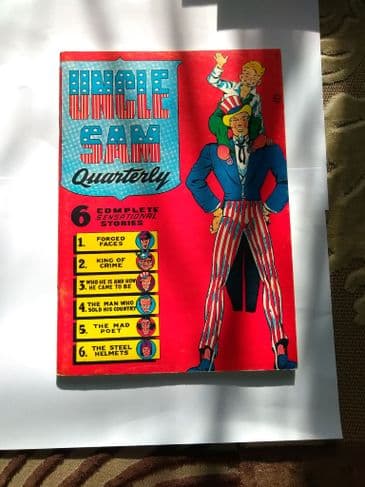 UNCLE
SAM
Quarterly
6 COMPLETE
SENSATIONAL
STORIES
1. FORCED
FACES
2. KING OF
CRIME
3. WHO HE IS AND HOW
HE CAME TO BE
4. THE MAN WHO
SOLD HIS COUNTRY
5. THE MAD
POET
6. THE STEEL
HELMETS